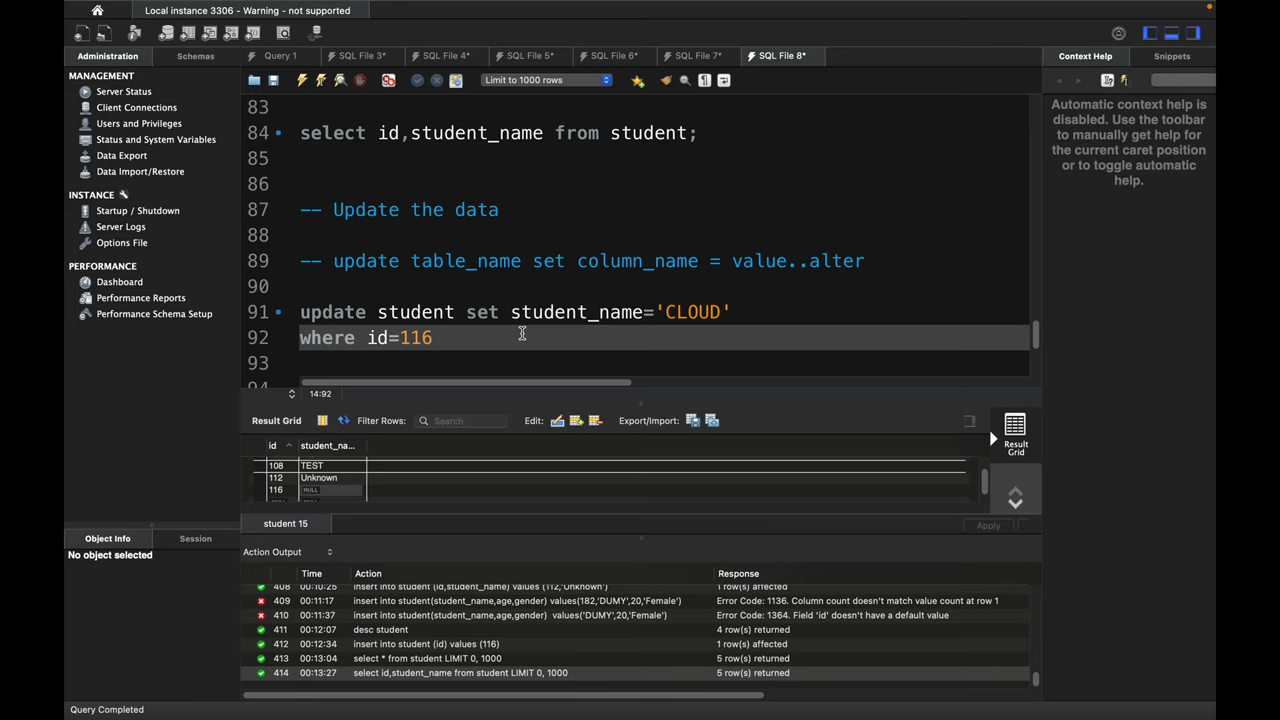 Local instance 3306 - Warning - not supported
Administration
Schemas
Query 1
SQL File 3*
SQL File 4*
SQL File 5*
SQL File 6*
SQL File 7*
SQL File 8*
Context Help
Snippets
MANAGEMENT
Server Status
Client Connections
Users and Privileges
Status and System Variables
Data Export
Data Import/Restore
INSTANCE
Startup / Shutdown
Server Logs
Options File
PERFORMANCE
Dashboard
Performance Reports
Performance Schema Setup
Limit to 1000 rows
83
84 select id,student_name from student;
85
86
87 -- Update the data
88
89 -- update table_name set column_name = value..alter
90
91 update student set student_name='CLOUD'
92 where id=116
93
94
14:92
Automatic context help is
disabled. Use the toolbar
to manually get help for
the current caret position
or to toggle automatic
help.
Result Grid
Filter Rows:
Search
Edit:
Export/Import:
Result
Grid
id student_na...
108 TEST
112 Unknown
116 NULL
student 15
Apply
Object Info
Session
No object selected
Action Output
Time Action Response
408 00:10:25 insert into student (id,student_name) values (112,'Unknown') 1 row(s) affected
409 00:11:17 insert into student(student_name,age,gender) values(182,'DUMY',20,'Female') Error Code: 1136. Column count doesn't match value count at row 1
410 00:11:37 insert into student(student_name,age,gender) values('DUMY',20,'Female') Error Code: 1364. Field 'id' doesn't have a default value
411 00:12:07 desc student 4 row(s) returned
412 00:12:34 insert into student (id) values (116) 1 row(s) affected
413 00:13:04 select * from student LIMIT 0, 1000 5 row(s) returned
414 00:13:27 select id,student_name from student LIMIT 0, 1000 5 row(s) returned
Query Completed